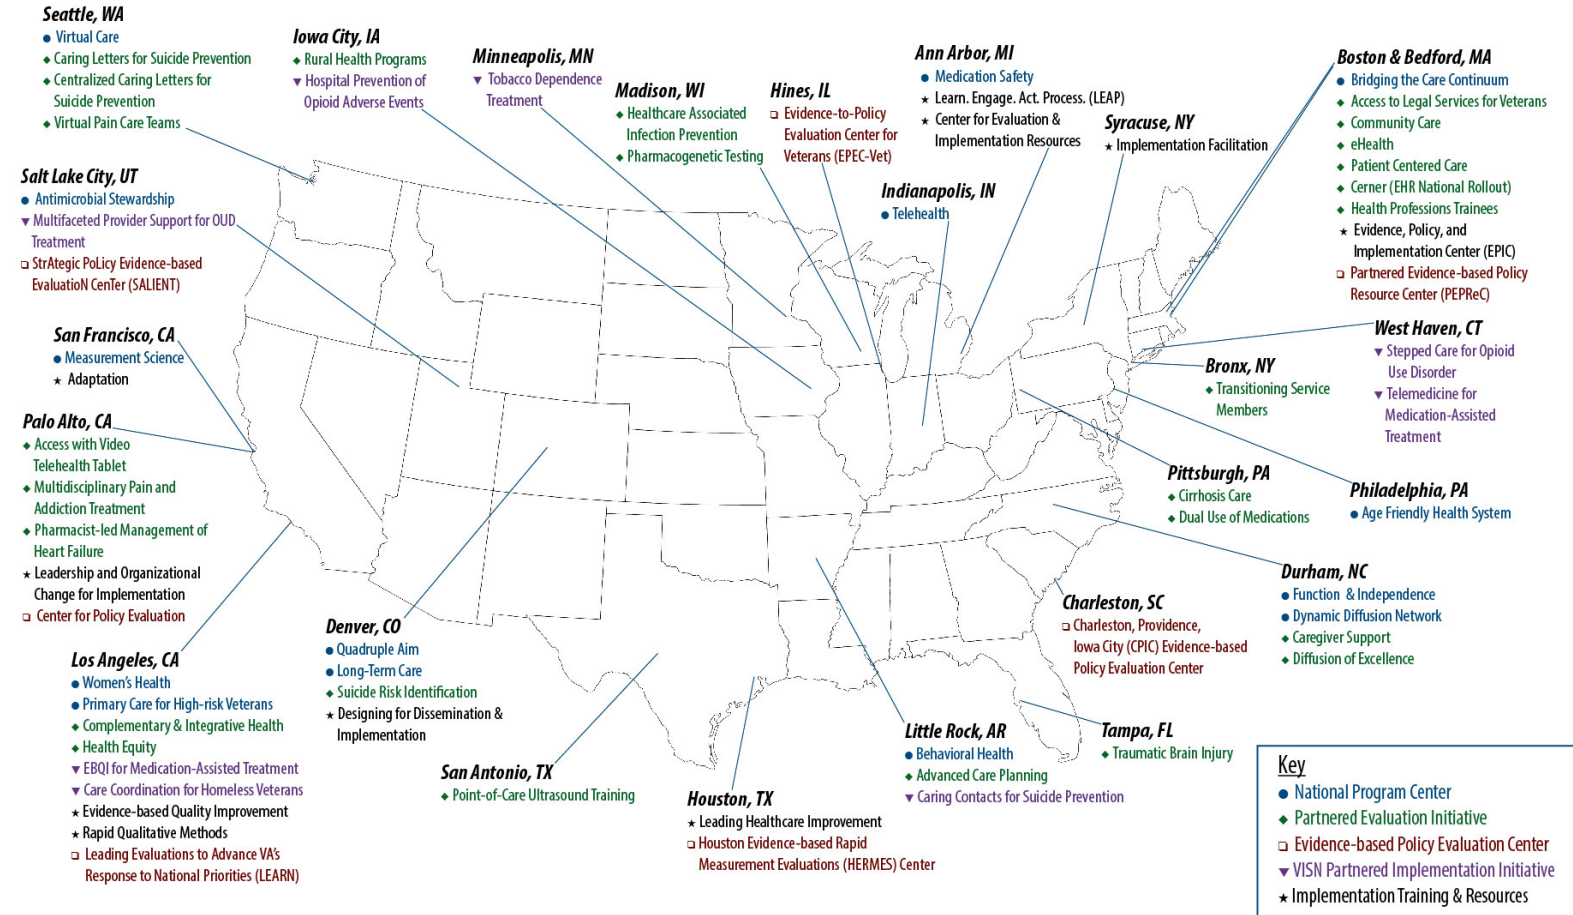 Seattle, WA
● Virtual Care
◆ Caring Letters for Suicide Prevention
◆ Centralized Caring Letters for
Suicide Prevention
◆ Virtual Pain Care Teams
Iowa City, IA
◆ Rural Health Programs
▼ Hospital Prevention of
Opioid Adverse Events
Minneapolis, MN
▼ Tobacco Dependence
Treatment
Madison, WI
◆ Healthcare Associated
Infection Prevention
◆ Pharmacogenetic Testing
Hines, IL
❏ Evidence-to-Policy
Evaluation Center for
Veterans (EPEC-Vet)
Ann Arbor, MI
● Medication Safety
★ Learn. Engage. Act. Process. (LEAP)
★ Center for Evaluation &
Implementation Resources
Syracuse, NY
★ Implementation Facilitation
Indianapolis, IN
● Telehealth
Boston & Bedford, MA
● Bridging the Care Continuum
◆ Access to Legal Services for Veterans
◆ Community Care
◆ eHealth
◆ Patient Centered Care
◆ Cerner (EHR National Rollout)
◆ Health Professions Trainees
★ Evidence, Policy, and
Implementation Center (EPIC)
❏ Partnered Evidence-based Policy
Resource Center (PEPReC)
Salt Lake City, UT
● Antimicrobial Stewardship
▼ Multifaceted Provider Support for OUD
Treatment
❏ StrAtegic PoLicy Evidence-based
EvaluatioN CenTer (SALIENT)
San Francisco, CA
● Measurement Science
★ Adaptation
Palo Alto, CA
◆ Access with Video
Telehealth Tablet
◆ Multidisciplinary Pain and
Addiction Treatment
◆ Pharmacist-led Management of
Heart Failure
★ Leadership and Organizational
Change for Implementation
❏ Center for Policy Evaluation
West Haven, CT
▼ Stepped Care for Opioid
Use Disorder
▼ Telemedicine for
Medication-Assisted
Treatment
Bronx, NY
◆ Transitioning Service
Members
Pittsburgh, PA
◆ Cirrhosis Care
◆ Dual Use of Medications
Philadelphia, PA
● Age Friendly Health System
Durham, NC
● Function & Independence
● Dynamic Diffusion Network
◆ Caregiver Support
◆ Diffusion of Excellence
Charleston, SC
❏ Charleston, Providence,
Iowa City (CPIC) Evidence-based
Policy Evaluation Center
Los Angeles, CA
● Women's Health
● Primary Care for High-risk Veterans
◆ Complementary & Integrative Health
◆ Health Equity
▼ EBQI for Medication-Assisted Treatment
▼ Care Coordination for Homeless Veterans
★ Evidence-based Quality Improvement
★ Rapid Qualitative Methods
❏ Leading Evaluations to Advance VA's
Response to National Priorities (LEARN)
Denver, CO
● Quadruple Aim
● Long-Term Care
◆ Suicide Risk Identification
★ Designing for Dissemination &
Implementation
San Antonio, TX
◆ Point-of-Care Ultrasound Training
Houston, TX
★ Leading Healthcare Improvement
❏ Houston Evidence-based Rapid
Measurement Evaluations (HERMES) Center
Little Rock, AR
● Behavioral Health
◆ Advanced Care Planning
▼ Caring Contacts for Suicide Prevention
Tampa, FL
◆ Traumatic Brain Injury
Key
● National Program Center
◆ Partnered Evaluation Initiative
❏ Evidence-based Policy Evaluation Center
▼ VISN Partnered Implementation Initiative
★ Implementation Training & Resources